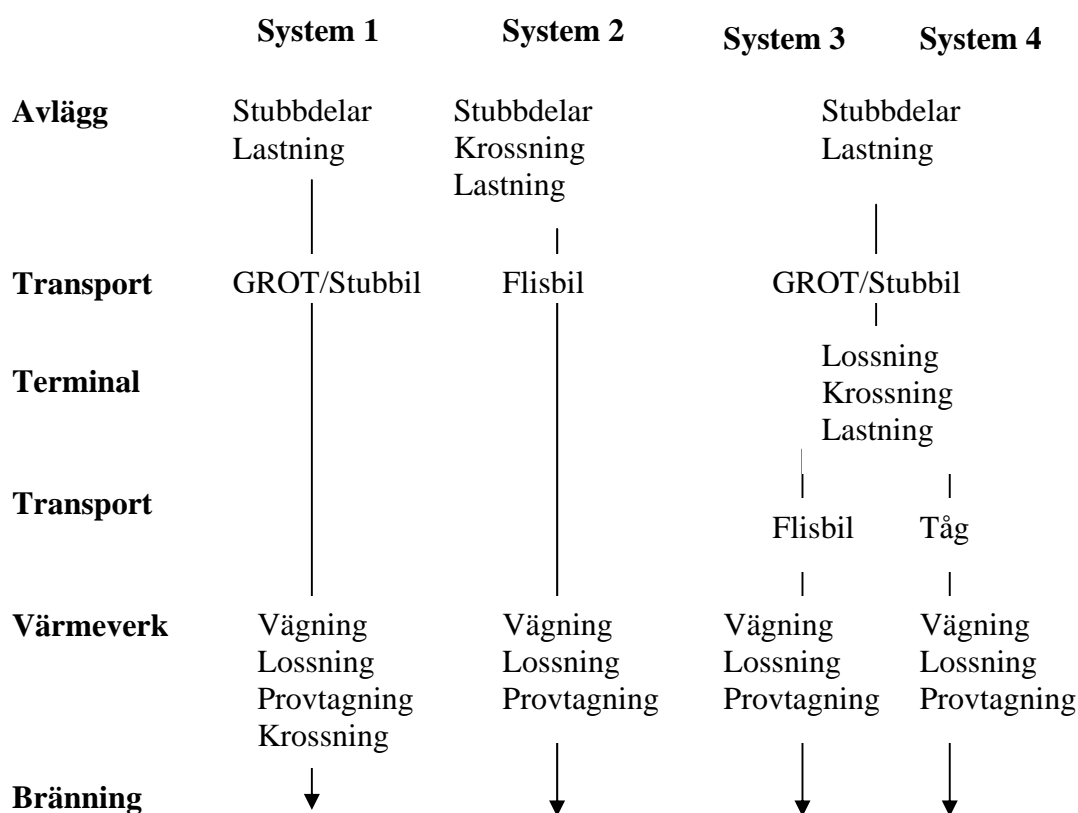 System 1 System 2 System 3 System 4
Avlägg Stubbdelar Stubbdelar Stubbdelar
Lastning Krossning Lastning
Lastning
Transport GROT/Stubbil Flisbil GROT/Stubbil
Lossning
Terminal Krossning
Lastning
Transport
Flisbil Tåg
Värmeverk Vägning Vägning Vägning Vägning
Lossning Lossning Lossning Lossning
Provtagning Provtagning Provtagning Provtagning
Krossning
Bränning